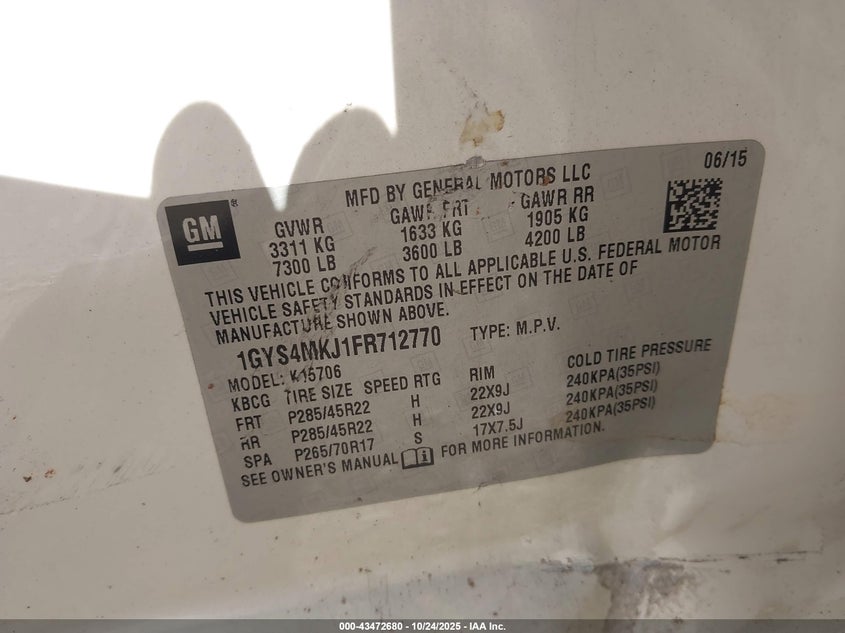 06/15
MFD BY GENERAL MOTORS LLC
GM
GVWR GAWR FRT GAWR RR
3311 KG 1633 KG 1905 KG
7300 LB 3600 LB 4200 LB
THIS VEHICLE CONFORMS TO ALL APPLICABLE U.S. FEDERAL MOTOR
VEHICLE SAFETY STANDARDS IN EFFECT ON THE DATE OF
MANUFACTURE SHOWN ABOVE.
1GYS4MKJ1FR712770 TYPE: M.P.V.
MODEL: K15706
KBCG TIRE SIZE SPEED RTG RIM COLD TIRE PRESSURE
FRT P285/45R22 H 22X9J 240KPA(35PSI)
RR P285/45R22 H 22X9J 240KPA(35PSI)
SPA P265/70R17 S 17X7.5J 240KPA(35PSI)
SEE OWNER'S MANUAL FOR MORE INFORMATION.
000-43472680 - 10/24/2025 - IAA Inc.